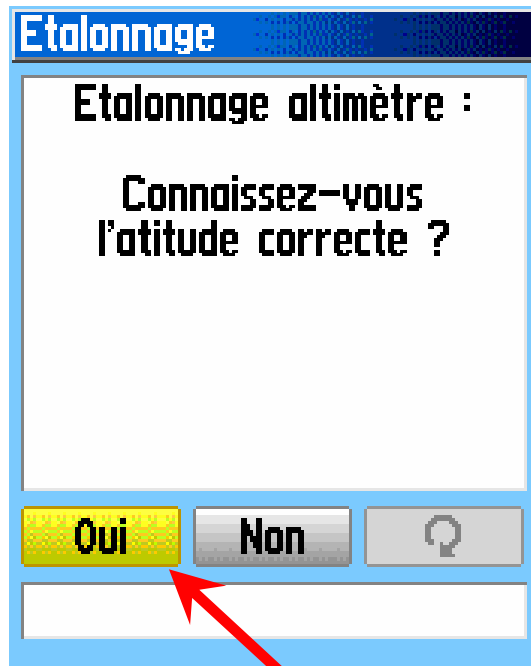 Etalonnage
Etalonnage altimètre :
Connaissez-vous
l'atitude correcte ?
Oui
Non